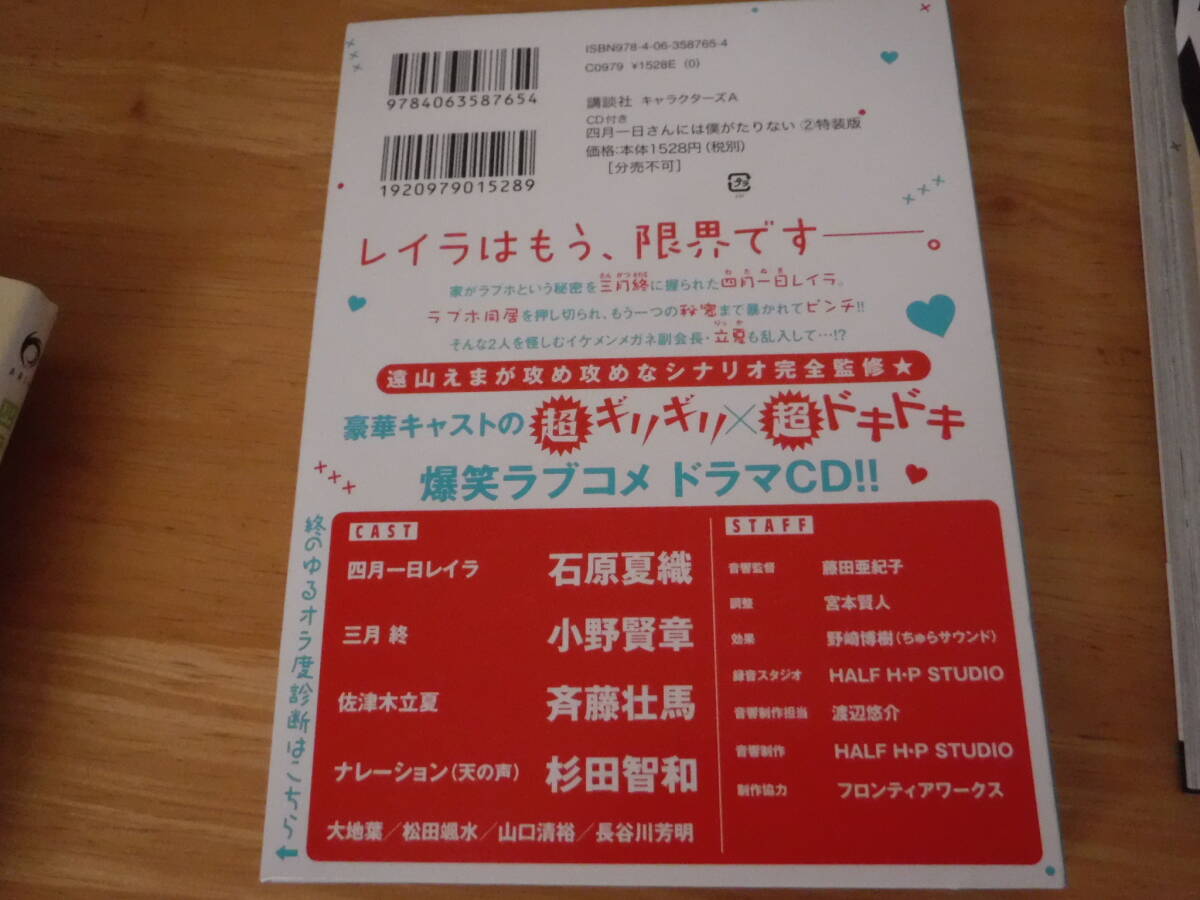 9784063587654
1920979015289
ISBN978-4-06-358765-4
C0979 ¥1528E (0)
講談社 キャラクターズA
CD付き
四月一日さんには僕がたりない ②特装版
価格:本体1528円(税別)
[分売不可]
レイラはもう、限界です――。
家がラブホという秘密を三月終に握られた四月一日レイラ。
ラブホ同居を押し切られ、もう一つの秘密まで暴かれてピンチ!!
そんな2人を怪しむイケメンメガネ副会長・立夏も乱入して…!?
遠山えまが攻め攻めなシナリオ完全監修★
豪華キャストの超ギリギリ×超ドキドキ
爆笑ラブコメ ドラマCD!!
終のゆるオラ度診断はこちら↓
CAST
四月一日レイラ 石原夏織
三月 終 小野賢章
佐津木立夏 斉藤壮馬
ナレーション(天の声) 杉田智和
大地葉/松田颯水/山口清裕/長谷川芳明
STAFF
音響監督 藤田亜紀子
調整 宮本賢人
効果 野崎博樹(ちゅらサウンド)
録音スタジオ HALF H・P STUDIO
音響制作担当 渡辺悠介
音響制作 HALF H・P STUDIO
制作協力 フロンティアワークス